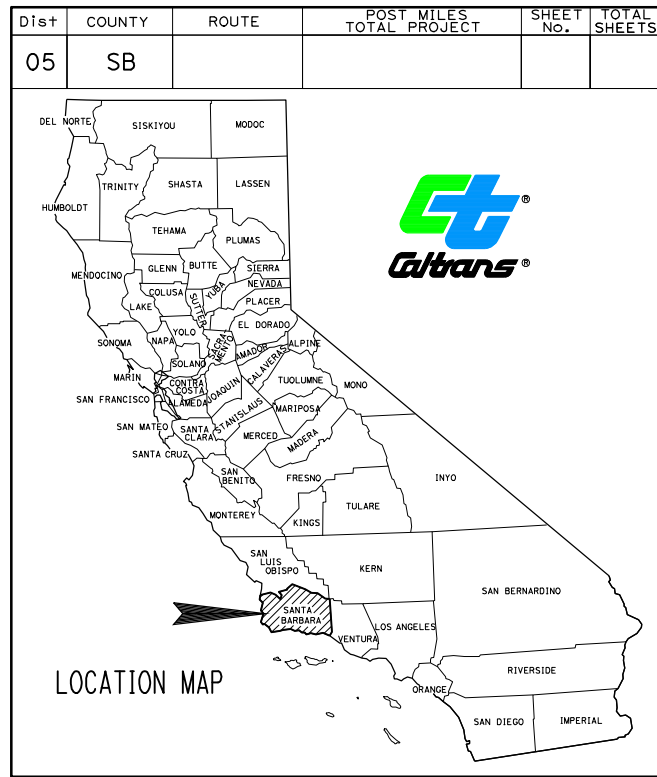 Dist COUNTY ROUTE POST MILES TOTAL PROJECT SHEET No. TOTAL SHEETS
05 SB
DEL NORTE
SISKIYOU
MODOC
TRINITY
SHASTA
LASSEN
HUMBOLDT
®
TEHAMA
PLUMAS
Caltrans ®
MENDOCINO
GLENN
BUTTE
SIERRA
NEVADA
COLUSA
YUBA
SUTTER
PLACER
LAKE
EL DORADO
YOLO
SONOMA
NAPA
SACRA-
MENTO
AMADOR
ALPINE
SOLANO
CALAVERAS
MARIN
CONTRA
COSTA
TUOLUMNE
MONO
SAN FRANCISCO
ALAMEDA
JOAQUIN
STANISLAUS
MARIPOSA
SAN MATEO
SANTA
CLARA
MERCED
MADERA
SANTA CRUZ
SAN
BENITO
FRESNO
INYO
MONTEREY
KINGS
TULARE
SAN
LUIS
OBISPO
KERN
SAN BERNARDINO
SANTA
BARBARA
VENTURA
LOS ANGELES
LOCATION MAP
ORANGE
RIVERSIDE
SAN DIEGO
IMPERIAL